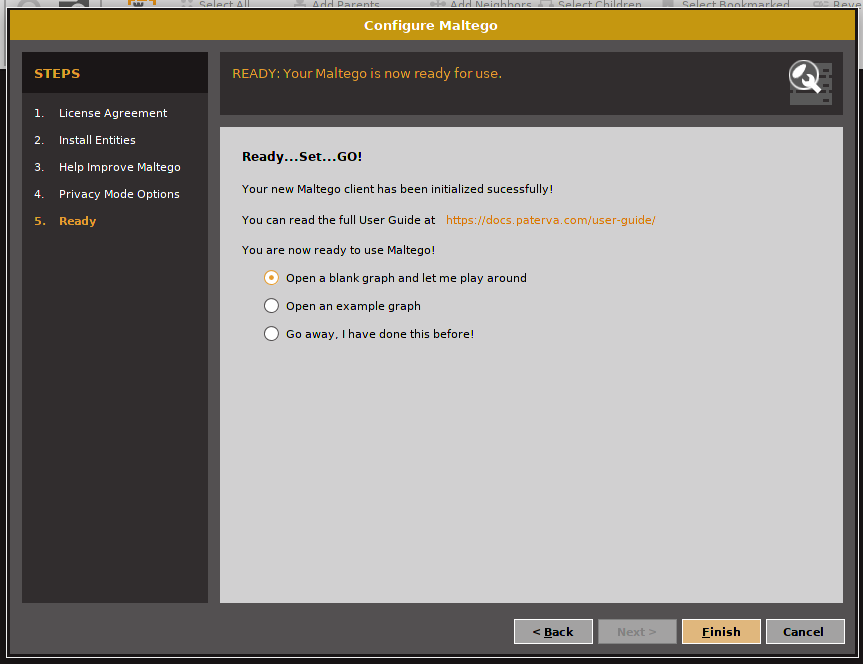 Select All Add Parents Add Neighbors Select Children Select Bookmarked
Configure Maltego
STEPS
1. License Agreement
2. Install Entities
3. Help Improve Maltego
4. Privacy Mode Options
5. Ready
READY: Your Maltego is now ready for use.
Ready...Set...GO!
Your new Maltego client has been initialized sucessfully!
You can read the full User Guide at https://docs.paterva.com/user-guide/
You are now ready to use Maltego!
Open a blank graph and let me play around
Open an example graph
Go away, I have done this before!
< Back Next > Finish Cancel